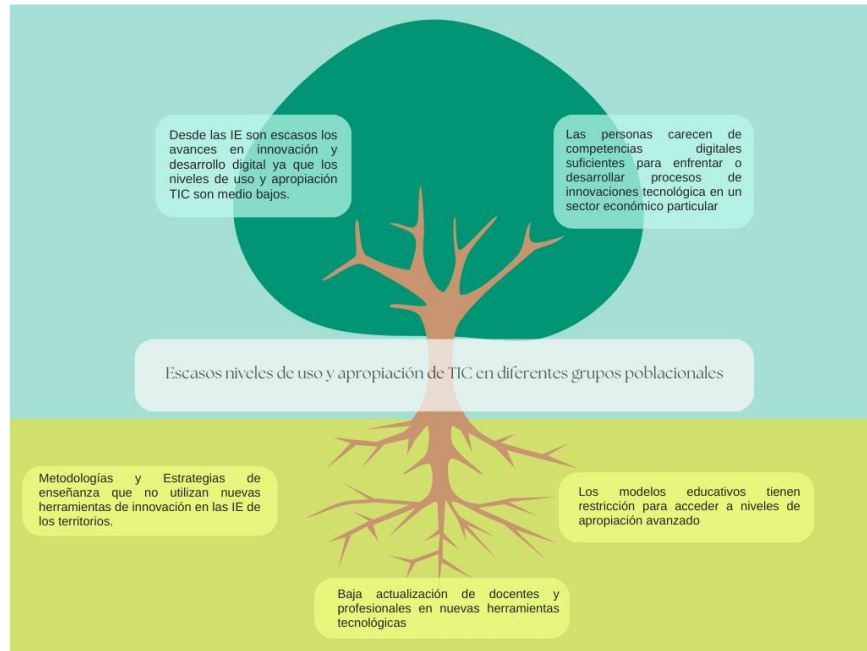 Desde las IE son escasos los
avances en innovación y
desarrollo digital ya que los
niveles de uso y apropiación
TIC son medio bajos.
Las personas carecen de
competencias digitales
suficientes para enfrentar o
desarrollar procesos de
innovaciones tecnológica en un
sector económico particular
Escasos niveles de uso y apropiación de TIC en diferentes grupos poblacionales
Metodologías y Estrategias de
enseñanza que no utilizan nuevas
herramientas de innovación en las IE de
los territorios.
Los modelos educativos tienen
restricción para acceder a niveles de
apropiación avanzado
Baja actualización de docentes y
profesionales en nuevas herramientas
tecnológicas